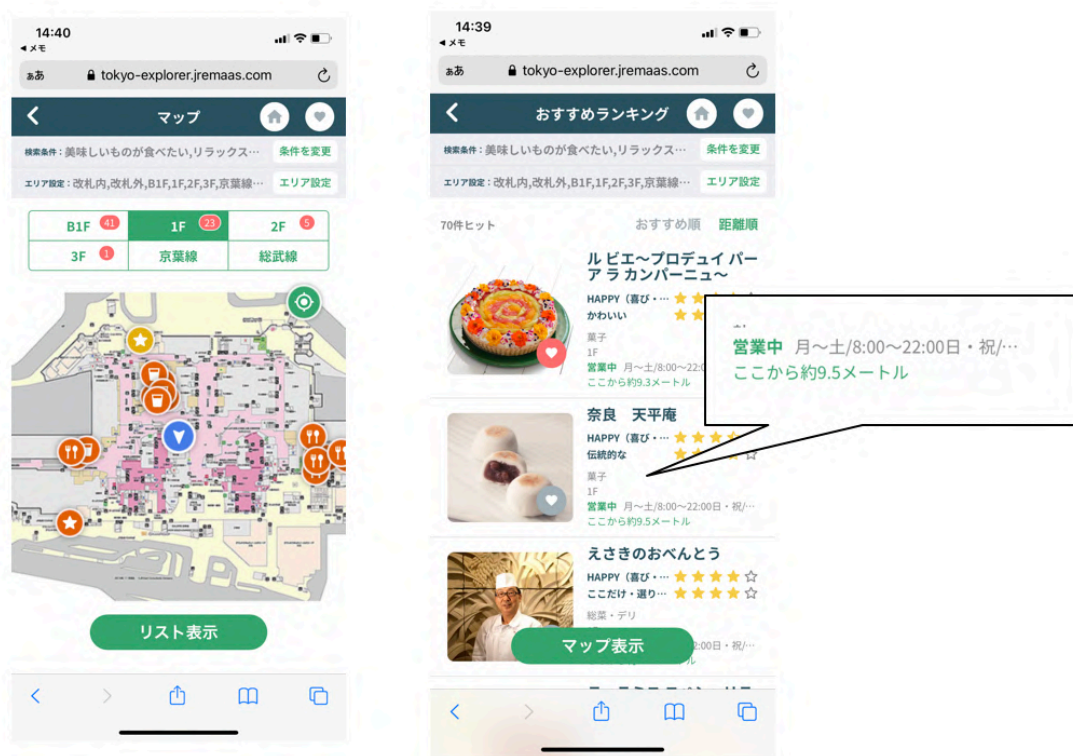 14:40
メモ
ぁあ
tokyo-explorer.jremaas.com
マップ
検索条件：美味しいものが食べたい,リラックス…
条件を変更
エリア設定：改札内,改札外,B1F,1F,2F,3F,京葉線…
エリア設定
B1F 41
1F 23
2F 5
3F 1
京葉線
総武線
リスト表示
14:39
メモ
ぁあ
tokyo-explorer.jremaas.com
おすすめランキング
検索条件：美味しいものが食べたい,リラックス…
条件を変更
エリア設定：改札内,改札外,B1F,1F,2F,3F,京葉線…
エリア設定
70件ヒット
おすすめ順
距離順
ル ビエ～プロデュイ パー
ア ラ カンパーニュ～
HAPPY（喜び・…
かわいい
菓子
1F
営業中 月～土/8:00～22:0
ここから約9.3メートル
奈良　天平庵
HAPPY（喜び・…
伝統的な
菓子
1F
営業中 月～土/8:00～22:00日・祝/…
ここから約9.5メートル
えさきのおべんとう
HAPPY（喜び・…
ここだけ・選り…
総菜・デリ
2:00日・祝/…
ル
マップ表示
営業中 月～土/8:00～22:00日・祝/…
ここから約9.5メートル